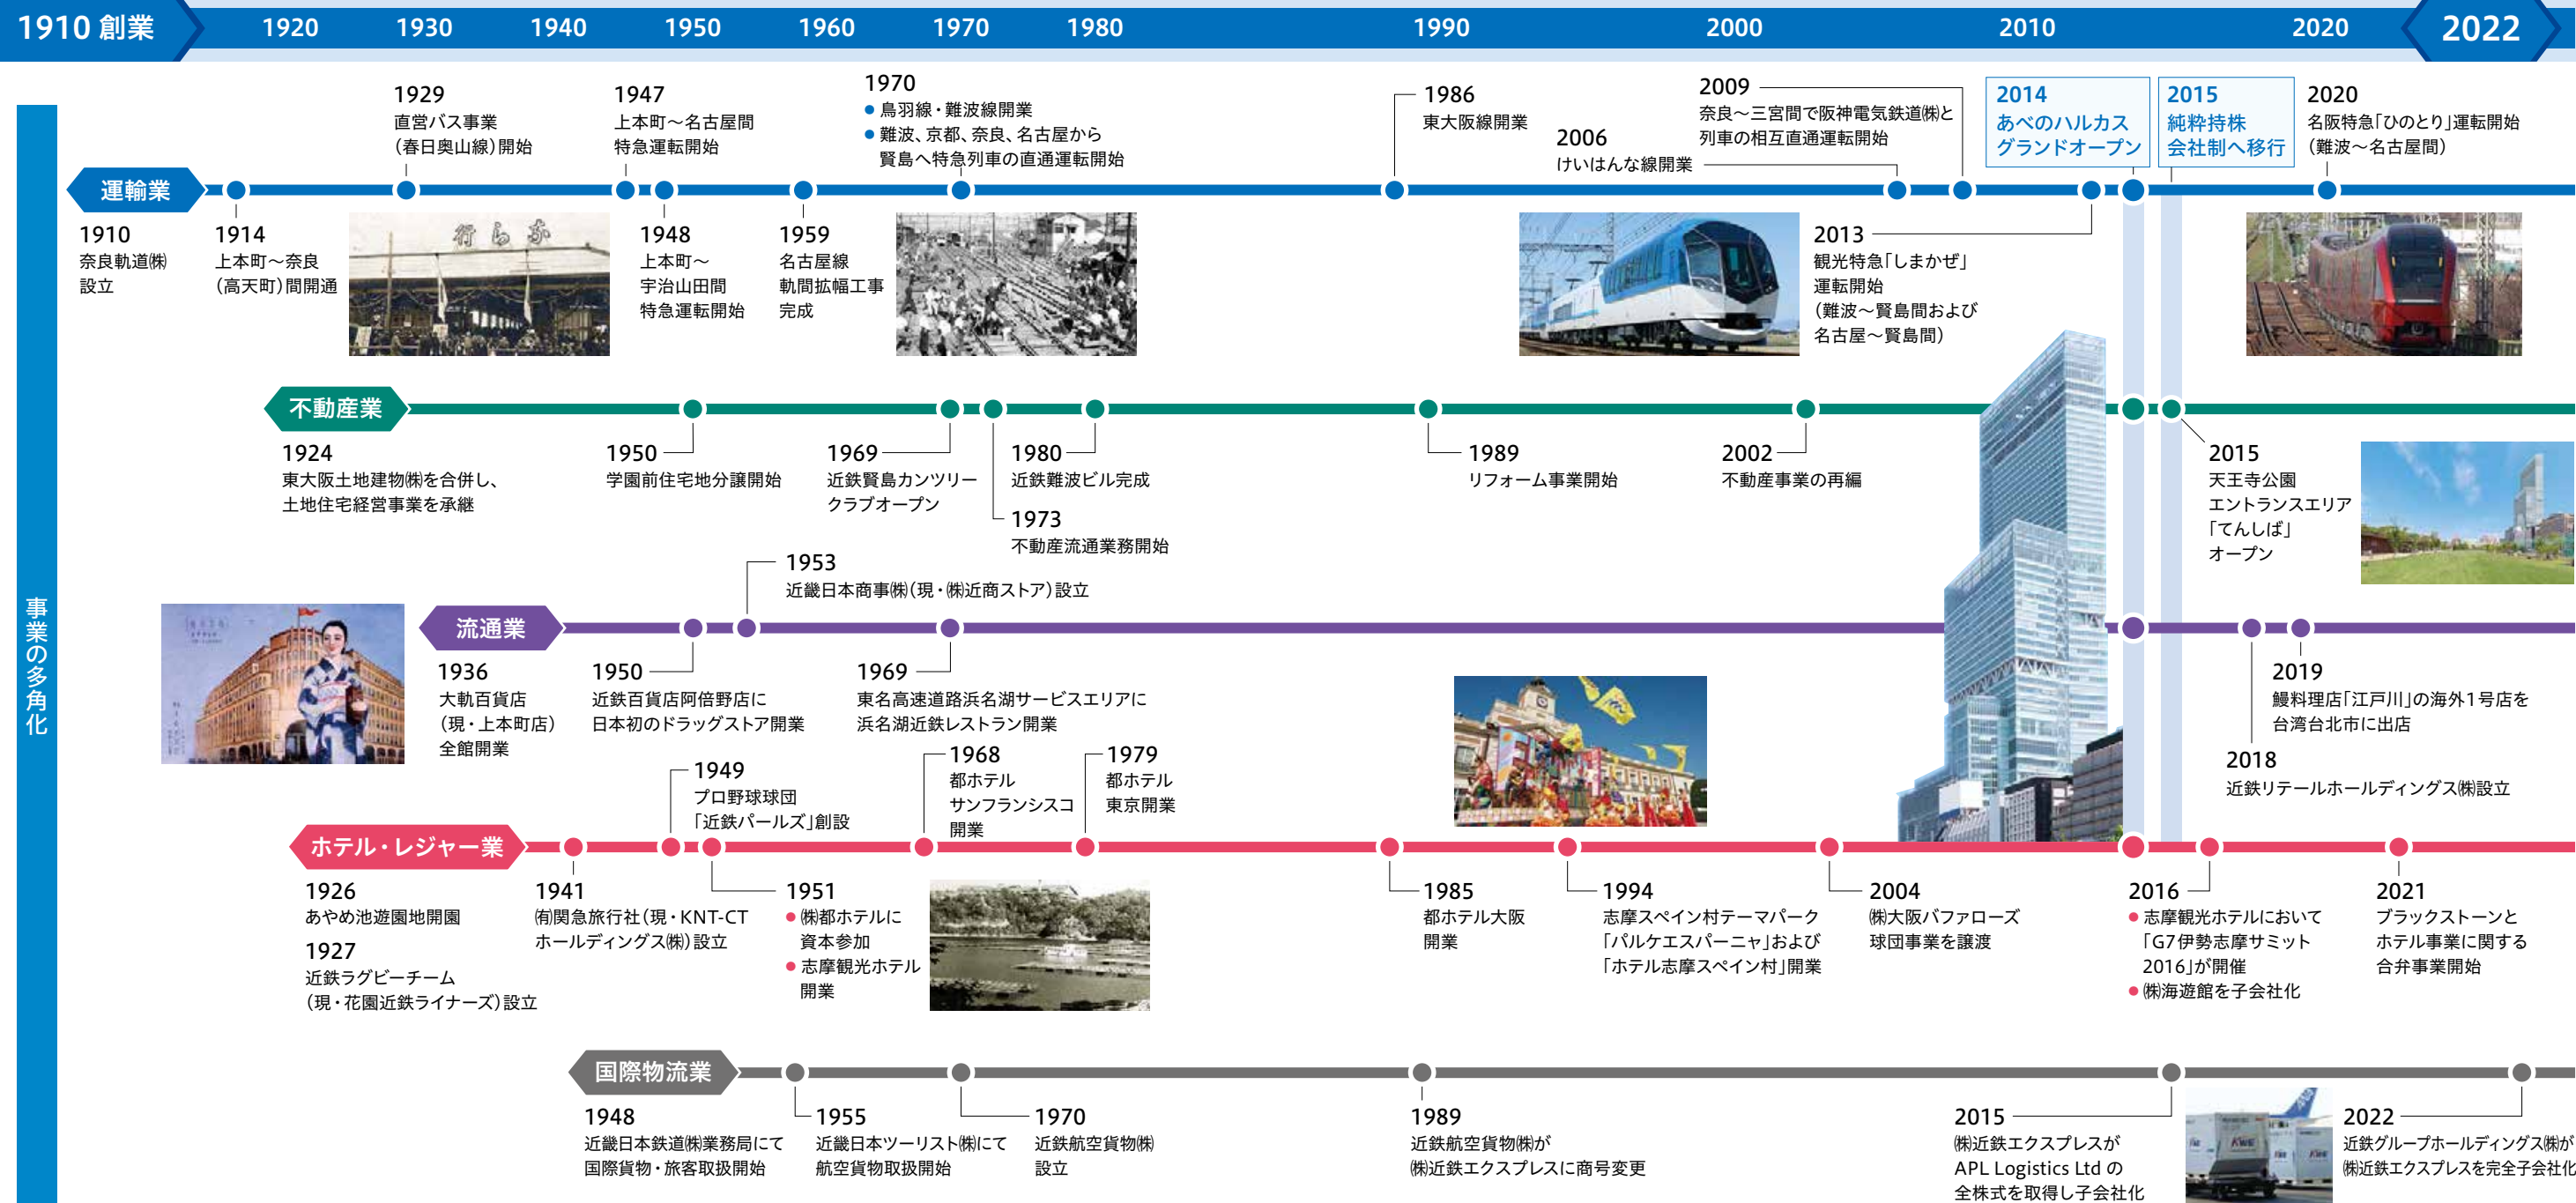 1910 創業
1920
1930
1940
1950
1960
1970
1980
1990
2000
2010
2020
2022
事業の多角化
運輸業
1910
奈良軌道㈱
設立
1914
上本町～奈良
（高天町）間開通
1929
直営バス事業
（春日奥山線）開始
1947
上本町～名古屋間
特急運転開始
1948
上本町～
宇治山田間
特急運転開始
1959
名古屋線
軌間拡幅工事
完成
1970
● 鳥羽線・難波線開業
● 難波、京都、奈良、名古屋から
賢島へ特急列車の直通運転開始
1986
東大阪線開業
2006
けいはんな線開業
2009
奈良～三宮間で阪神電気鉄道㈱と
列車の相互直通運転開始
2013
観光特急「しまかぜ」
運転開始
（難波～賢島間および
名古屋～賢島間）
2014
あべのハルカス
グランドオープン
2015
純粋持株
会社制へ移行
2020
名阪特急「ひのとり」運転開始
（難波～名古屋間）
行らな
不動産業
1924
東大阪土地建物㈱を合併し、
土地住宅経営事業を承継
1950
学園前住宅地分譲開始
1969
近鉄賢島カンツリー
クラブオープン
1973
不動産流通業務開始
1980
近鉄難波ビル完成
1989
リフォーム事業開始
2002
不動産事業の再編
2015
天王寺公園
エントランスエリア
「てんしば」
オープン
流通業
1936
大軌百貨店
（現・上本町店）
全館開業
1950
近鉄百貨店阿倍野店に
日本初のドラッグストア開業
1953
近畿日本商事㈱（現・㈱近商ストア）設立
1969
東名高速道路浜名湖サービスエリアに
浜名湖近鉄レストラン開業
2018
近鉄リテールホールディングス㈱設立
2019
鰻料理店「江戸川」の海外1号店を
台湾台北市に出店
ホテル・レジャー業
1926
あやめ池遊園地開園
1927
近鉄ラグビーチーム
（現・花園近鉄ライナーズ）設立
1941
㈲関急旅行社（現・KNT-CT
ホールディングス㈱）設立
1949
プロ野球球団
「近鉄パールズ」創設
1951
● ㈱都ホテルに
資本参加
● 志摩観光ホテル
開業
1968
都ホテル
サンフランシスコ
開業
1979
都ホテル
東京開業
1985
都ホテル大阪
開業
1994
志摩スペイン村テーマパーク
「パルケエスパーニャ」および
「ホテル志摩スペイン村」開業
2004
㈱大阪バファローズ
球団事業を譲渡
2016
● 志摩観光ホテルにおいて
「G7伊勢志摩サミット
2016」が開催
● ㈱海遊館を子会社化
2021
ブラックストーンと
ホテル事業に関する
合弁事業開始
国際物流業
1948
近畿日本鉄道㈱業務局にて
国際貨物・旅客取扱開始
1955
近畿日本ツーリスト㈱にて
航空貨物取扱開始
1970
近鉄航空貨物㈱
設立
1989
近鉄航空貨物㈱が
㈱近鉄エクスプレスに商号変更
2015
㈱近鉄エクスプレスが
APL Logistics Ltd の
全株式を取得し子会社化
2022
近鉄グループホールディングス㈱が
㈱近鉄エクスプレスを完全子会社化
KWE